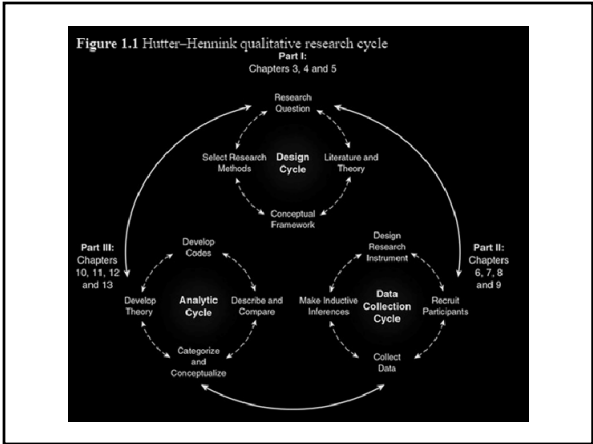 Figure 1.1 Hutter–Hennink qualitative research cycle
Part I:
Chapters 3, 4 and 5
Research
Question
Select Research
Methods
Design
Cycle
Literature and
Theory
Conceptual
Framework
Part III:
Chapters
10, 11, 12
and 13
Develop
Codes
Develop
Theory
Analytic
Cycle
Describe and
Compare
Categorize
and
Conceptualize
Design
Research
Instrument
Make Inductive
Inferences
Data
Collection
Cycle
Recruit
Participants
Collect
Data
Part II:
Chapters
6, 7, 8
and 9